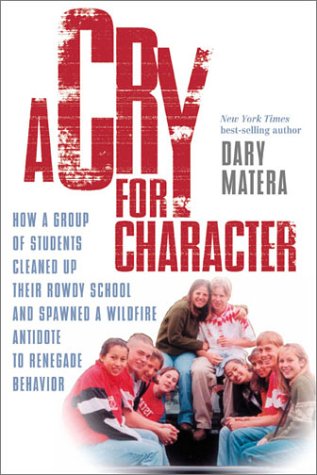 A CRY
FOR
CHARACTER
New York Times
best-selling author
DARY
MATERA
HOW A GROUP
OF STUDENTS
CLEANED UP
THEIR ROWDY SCHOOL
AND SPAWNED A WILDFIRE
ANTIDOTE
TO RENEGADE
BEHAVIOR